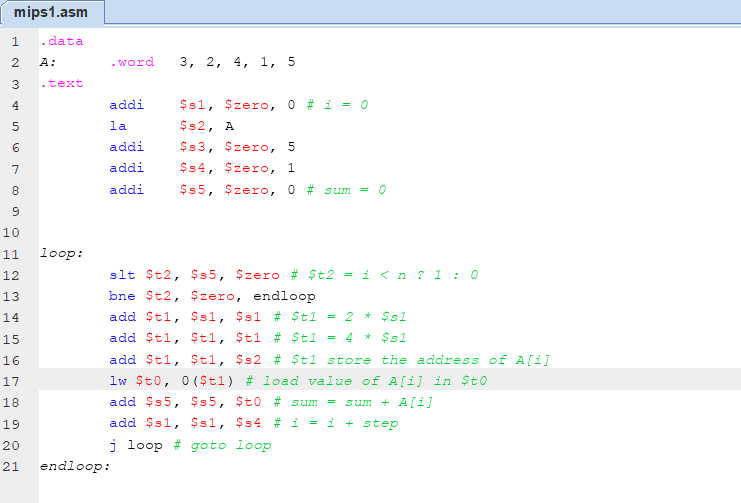 mips1.asm
1 .data
2 A: .word 3, 2, 4, 1, 5
3 .text
4 addi $s1, $zero, 0 # i = 0
5 la $s2, A
6 addi $s3, $zero, 5
7 addi $s4, $zero, 1
8 addi $s5, $zero, 0 # sum = 0
9
10
11 loop:
12 slt $t2, $s5, $zero # $t2 = i < n ? 1 : 0
13 bne $t2, $zero, endloop
14 add $t1, $s1, $s1 # $t1 = 2 * $s1
15 add $t1, $t1, $t1 # $t1 = 4 * $s1
16 add $t1, $t1, $s2 # $t1 store the address of A[i]
17 lw $t0, 0($t1) # load value of A[i] in $t0
18 add $s5, $s5, $t0 # sum = sum + A[i]
19 add $s1, $s1, $s4 # i = i + step
20 j loop # goto loop
21 endloop: